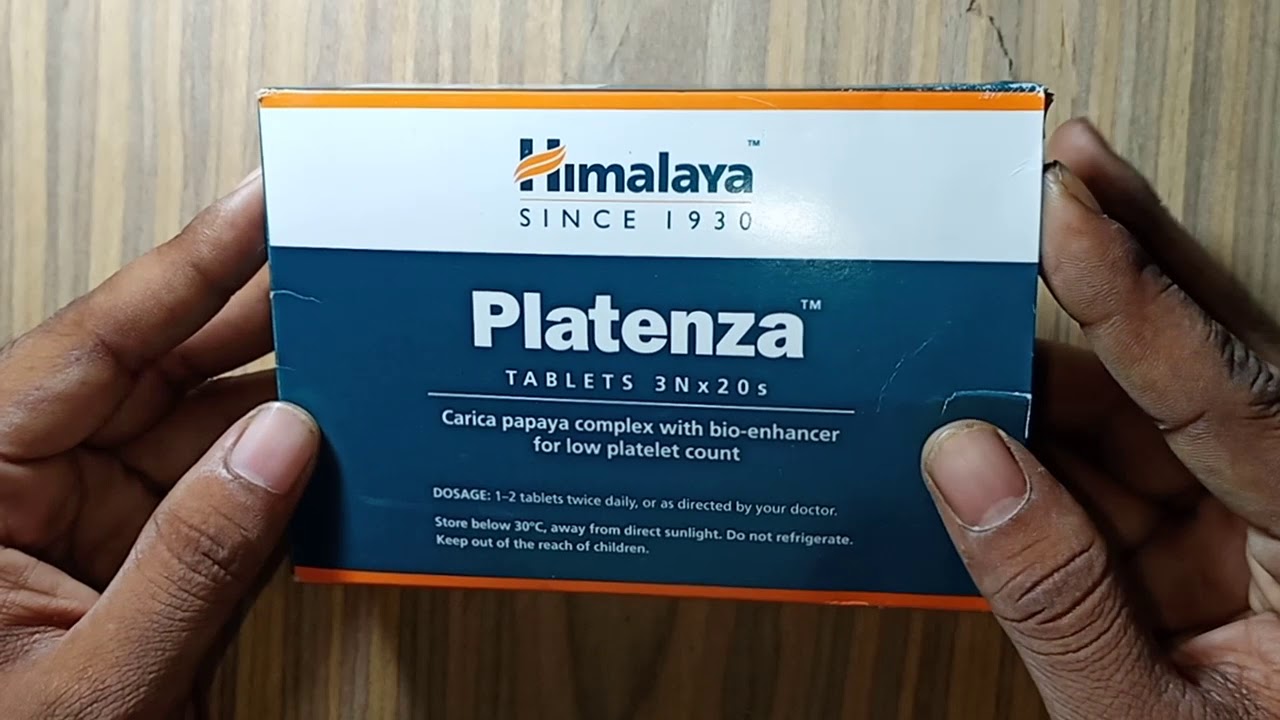 Himalaya™
SINCE 1930
Platenza™
TABLETS 3Nx20s
Carica papaya complex with bio-enhancer
for low platelet count
DOSAGE: 1–2 tablets twice daily, or as directed by your doctor.
Store below 30°C, away from direct sunlight. Do not refrigerate.
Keep out of the reach of children.